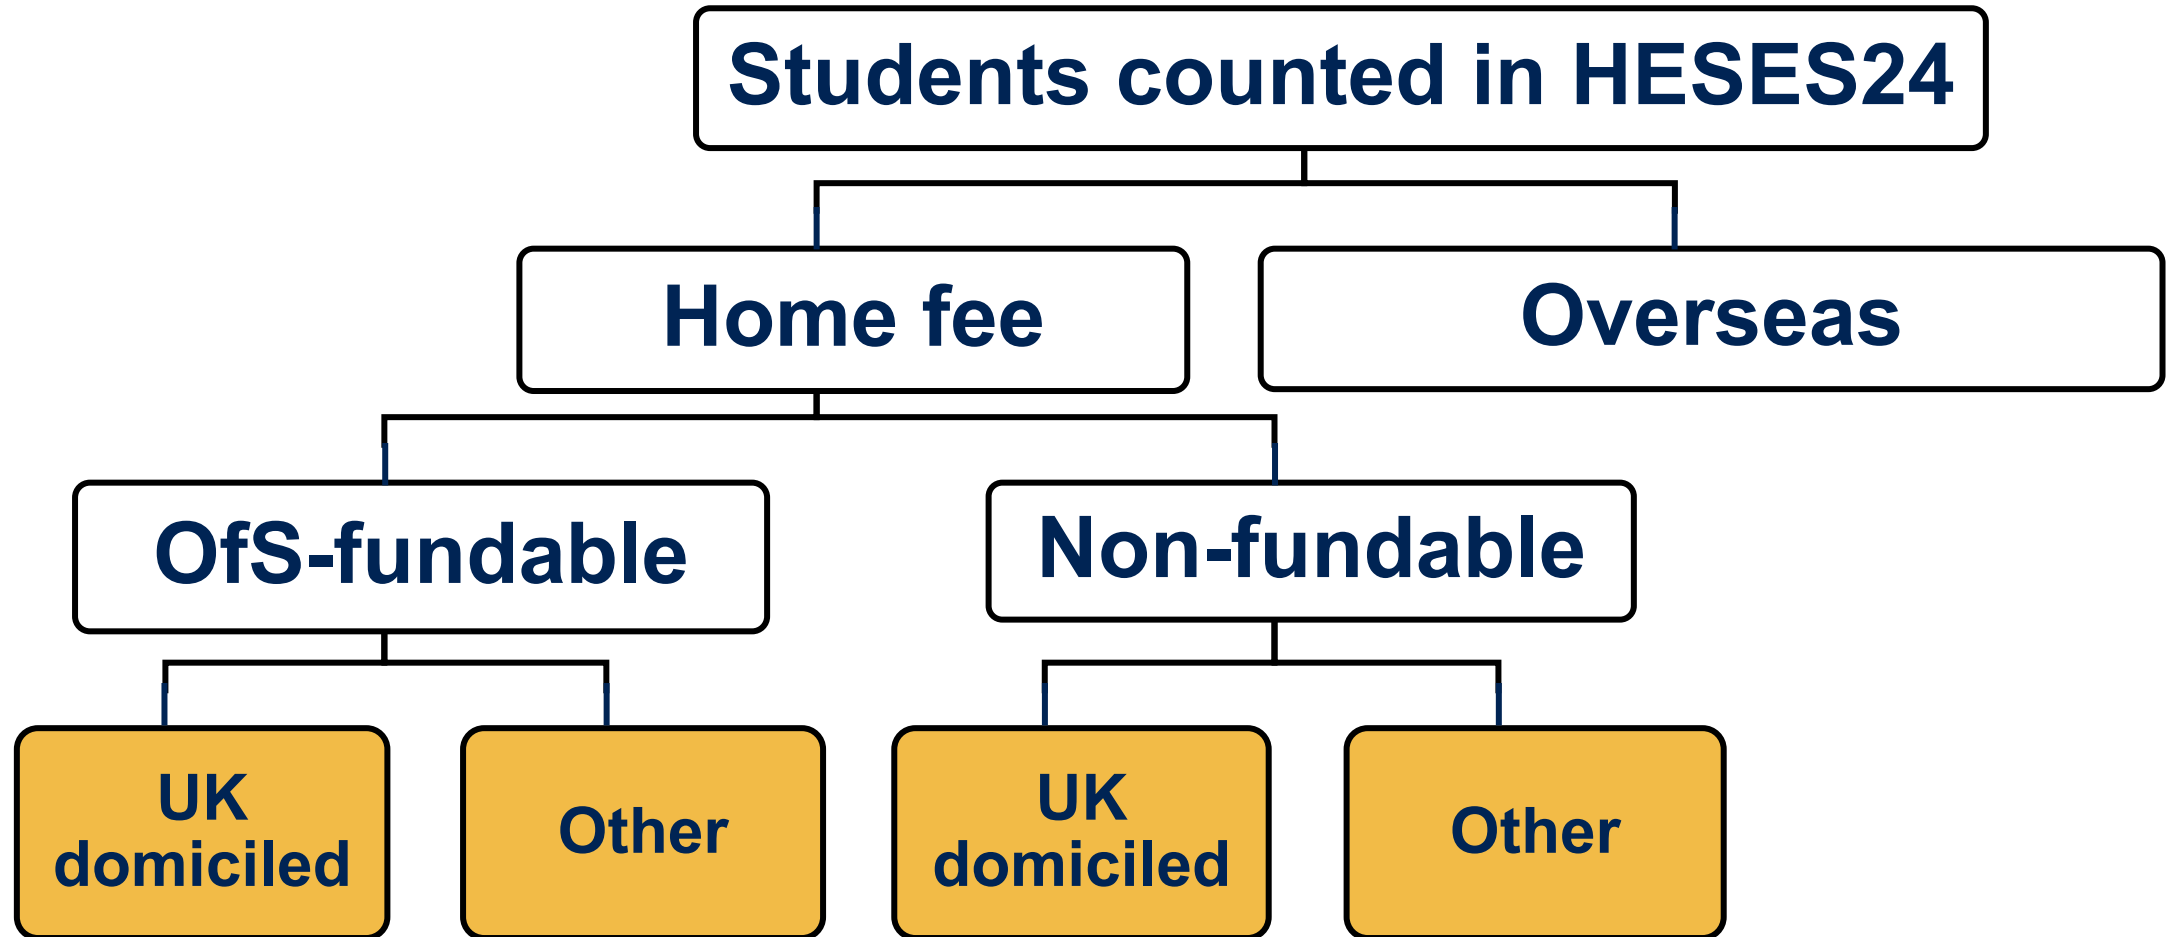 Students counted in HESES24
Home fee
Overseas
OfS-fundable
Non-fundable
UK
domiciled
Other
UK
domiciled
Other